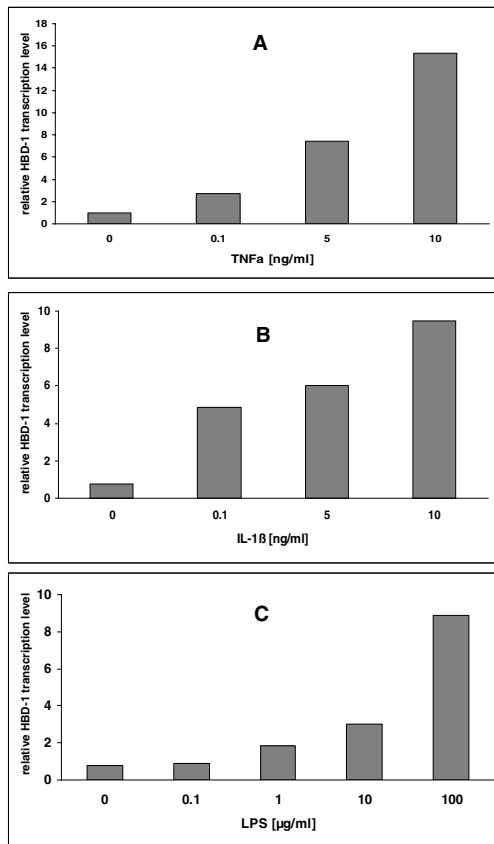 A
relative HBD-1 transcription level
18
16
14
12
10
8
6
4
2
0
0 0.1 5 10
TNFa [ng/ml]
B
relative HBD-1 transcription level
10
8
6
4
2
0
0 0.1 5 10
IL-1ß [ng/ml]
C
relative HBD-1 transcription level
10
8
6
4
2
0
0 0.1 1 10 100
LPS [µg/ml]